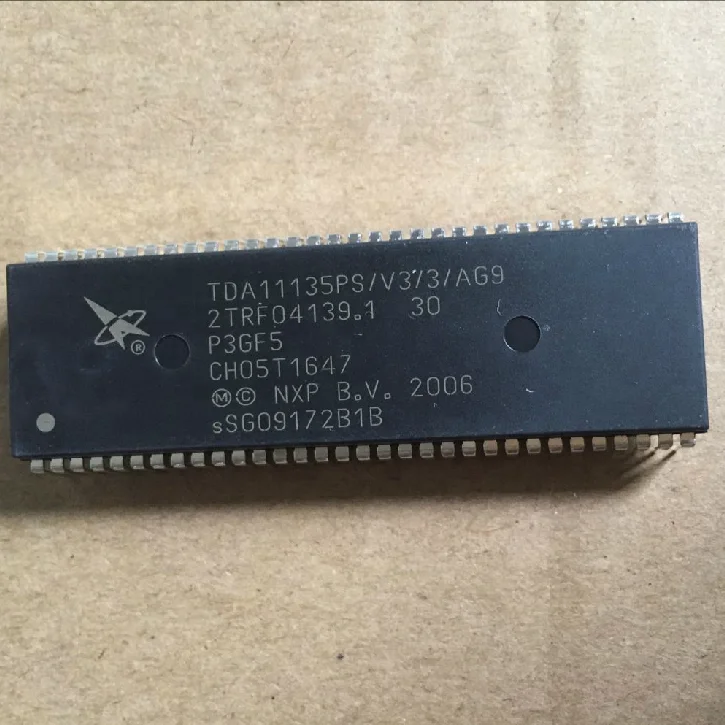 TDA11135PS/V3/3/AG9
2TRF04139.1 30
P3GF5
CH05T1647
Ⓜ© NXP B.V. 2006
sSG09172B1B
®